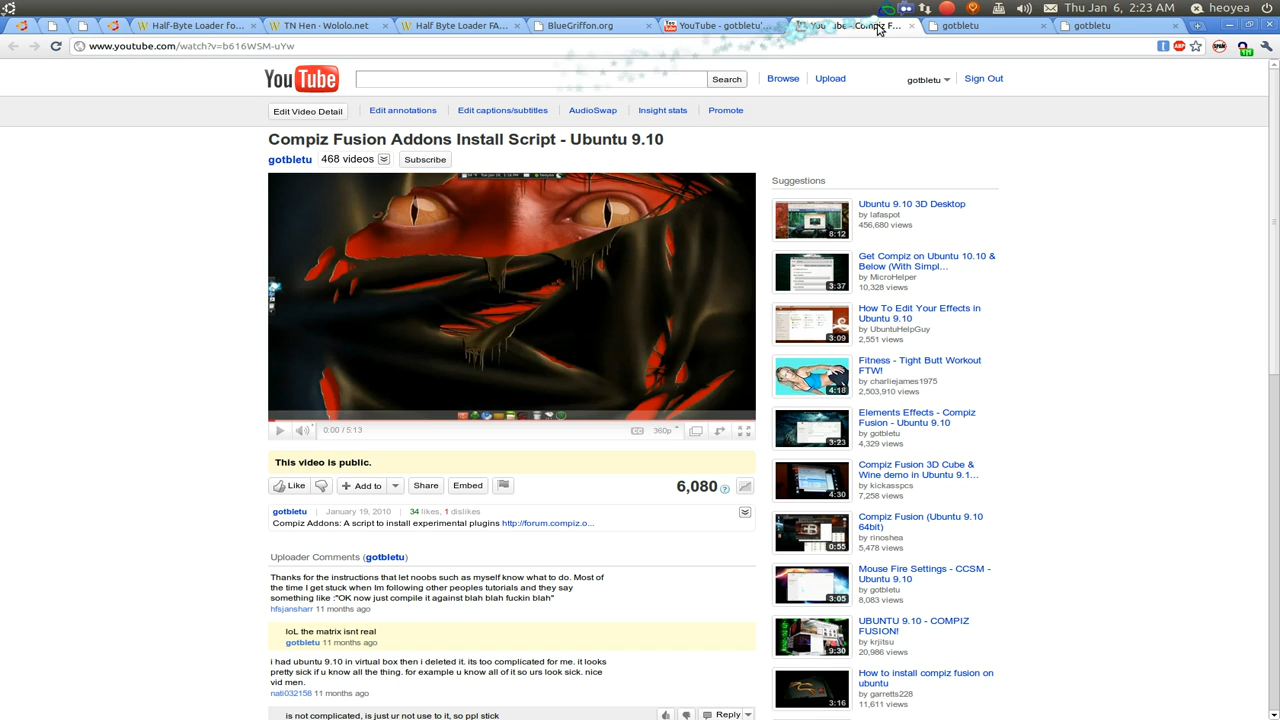 2:23:28
Half-Byte Loader fo...
TN Hen - Wololo.net
Half Byte Loader FA...
BlueGriffon.org
YouTube - gotbletu'...
gotbletu
gotbletu
www.youtube.com/watch?v=b616WSM-uYw
YouTube
Search
Browse
Upload
gotbletu
Sign Out
Edit Video Detail
Edit annotations
Edit captions/subtitles
AudioSwap
Insight stats
Promote
Compiz Fusion Addons Install Script - Ubuntu 9.10
gotbletu 468 videos
Subscribe
0:00 / 5:13
CC
360p
This video is public.
Like
Add to
Share
Embed
6,080
gotbletu | January 19, 2010 | 34 likes, 1 dislikes
Compiz Addons: A script to install experimental plugins http://forum.compiz.o...
Uploader Comments (gotbletu)
Thanks for the instructions that let noobs such as myself know what to do. Most of
the time I get stuck when Im following other peoples tutorials and they say
something like :"OK now just compile it against blah blah fuckin blah"
hfsjansharr 11 months ago
loL the matrix isnt real
gotbletu 11 months ago
i had ubuntu 9.10 in virtual box then i deleted it. its too complicated for me. it looks
pretty sick if u know all the thing. for example u know all of it so urs look sick. nice
vid men.
nati032158 11 months ago
is not complicated, is just ur not use to it, so ppl stick
Reply
Suggestions
Ubuntu 9.10 3D Desktop
by lafaspot
456,680 views
8:12
Get Compiz on Ubuntu 10.10 &
Below (With Simpl...
by MicroHelper
10,328 views
3:37
How To Edit Your Effects in
Ubuntu 9.10
by UbuntuHelpGuy
2,551 views
3:09
Fitness - Tight Butt Workout
FTW!
by charliejames1975
2,503,910 views
4:18
Elements Effects - Compiz
Fusion - Ubuntu 9.10
by gotbletu
4,329 views
3:23
Compiz Fusion 3D Cube &
Wine demo in Ubuntu 9.1...
by kickasspcs
7,258 views
4:30
Compiz Fusion (Ubuntu 9.10
64bit)
by rinoshea
5,478 views
0:55
Mouse Fire Settings - CCSM -
Ubuntu 9.10
by gotbletu
8,083 views
3:05
UBUNTU 9.10 - COMPIZ
FUSION!
by krjitsu
20,986 views
9:30
How to install compiz fusion on
ubuntu
by garretts228
11,611 views
3:16